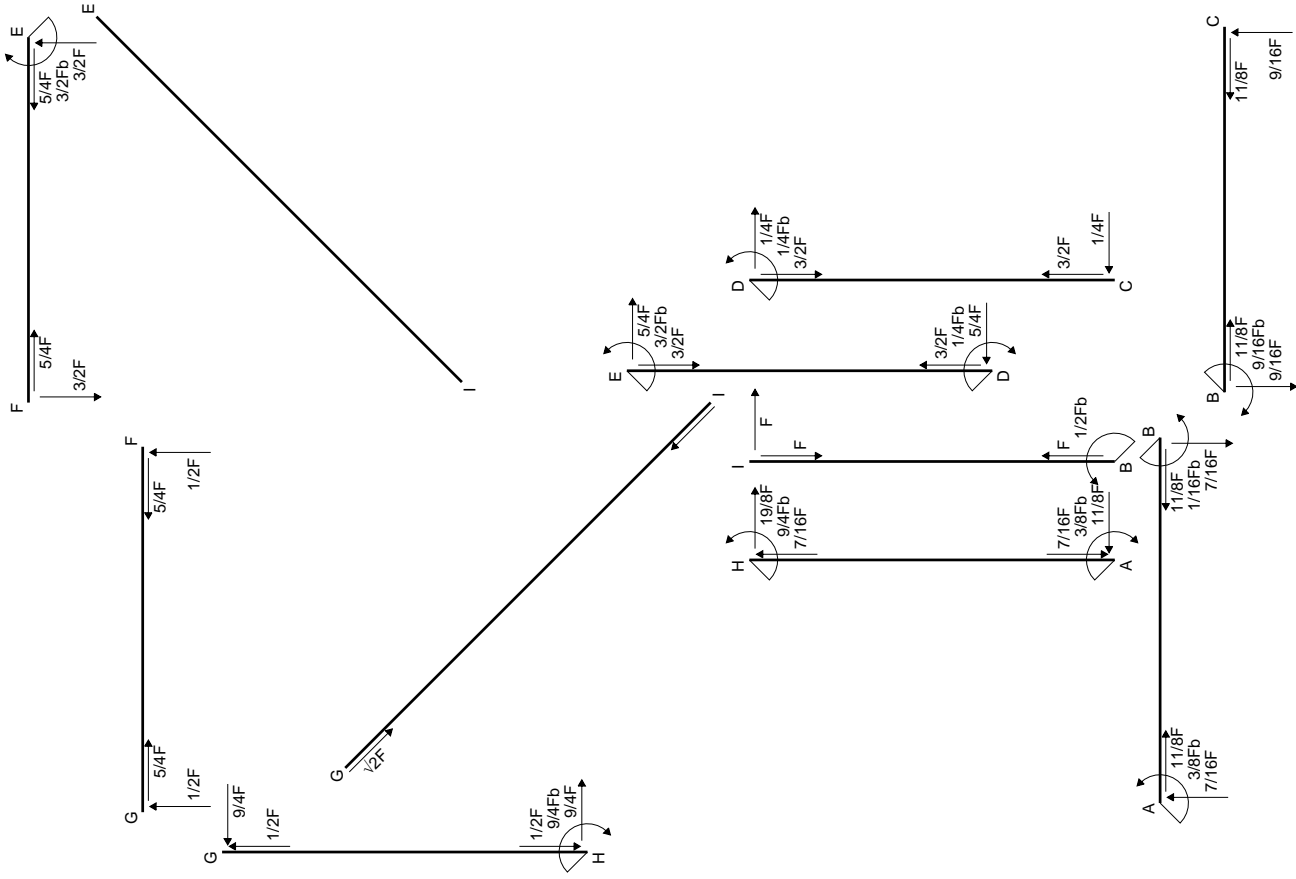 E
5/4F
3/2Fb
3/2F
5/4F
3/2F
F
E
I
F
5/4F
1/2F
5/4F
1/2F
G
G
√2F
I
G
9/4F
1/2F
1/2F
9/4Fb
9/4F
H
E
5/4F
3/2Fb
3/2F
3/2F
1/4Fb
5/4F
D
D
1/4F
1/4Fb
3/2F
3/2F
1/4F
C
I
F
F
F
1/2Fb
B
H
19/8F
9/4Fb
7/16F
7/16F
3/8Fb
11/8F
A
C
11/8F
9/16F
11/8F
9/16Fb
9/16F
B
B
11/8F
1/16Fb
7/16F
11/8F
3/8Fb
7/16F
A